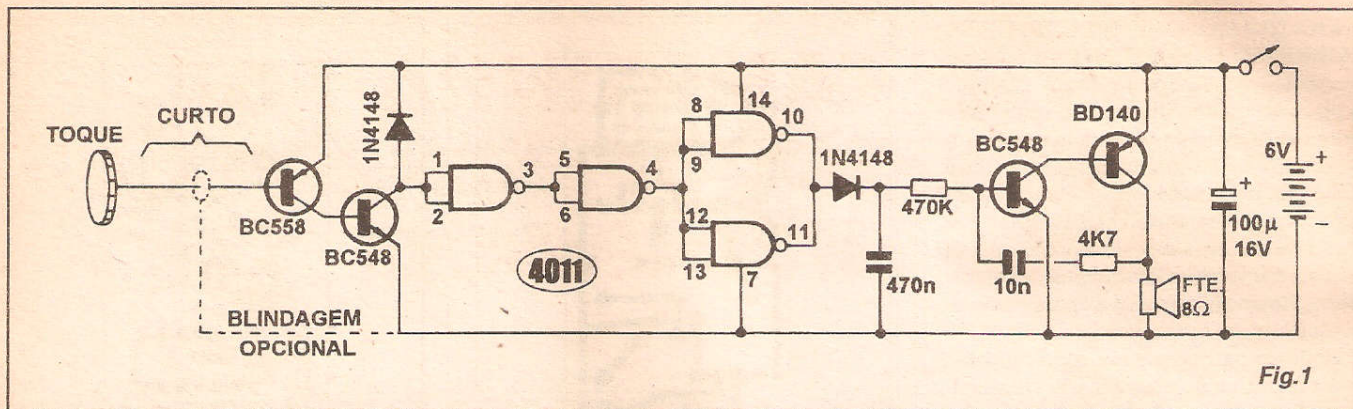 TOQUE
CURTO
BLINDAGEM
OPCIONAL
BC558
BC548
1N4148
1
2
3
5
6
4
4011
8
9
14
10
12
13
11
7
1N4148
470n
470K
BC548
10n
4K7
BD140
FTE.
8Ω
100µ
16V
6V
+
+
−
Fig.1